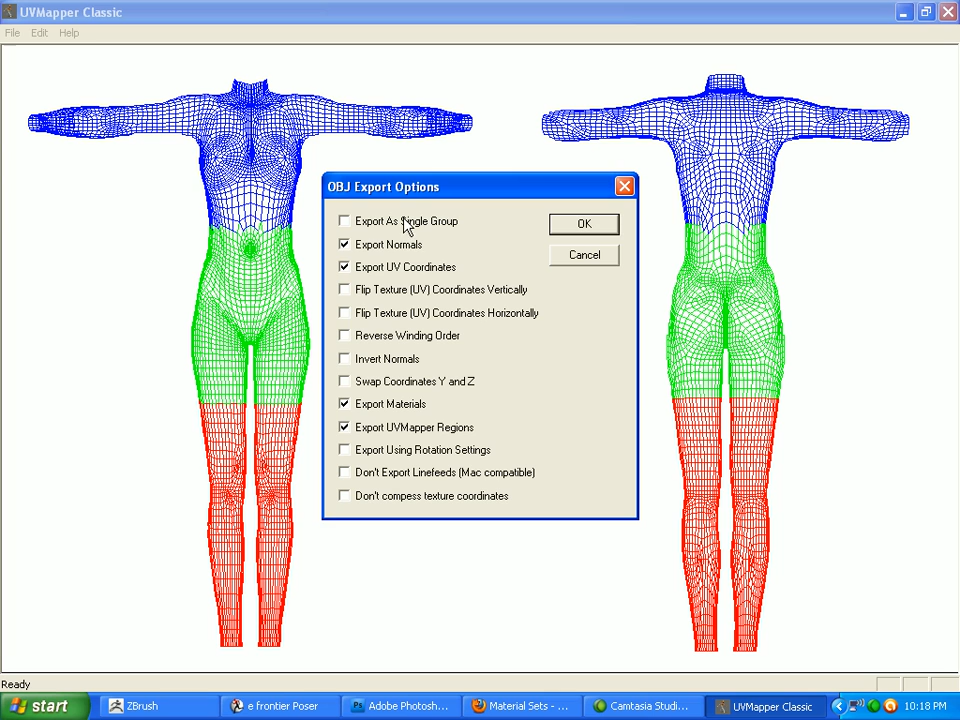 UVMapper Classic
File Edit Help
OBJ Export Options
Export As Single Group
OK
Export Normals
Cancel
Export UV Coordinates
Flip Texture (UV) Coordinates Vertically
Flip Texture (UV) Coordinates Horizontally
Reverse Winding Order
Invert Normals
Swap Coordinates Y and Z
Export Materials
Export UVMapper Regions
Export Using Rotation Settings
Don't Export Linefeeds (Mac compatible)
Don't compess texture coordinates
Ready
start ZBrush e frontier Poser Adobe Photosh... Material Sets - ... Camtasia Studi... UVMapper Classic 10:18 PM